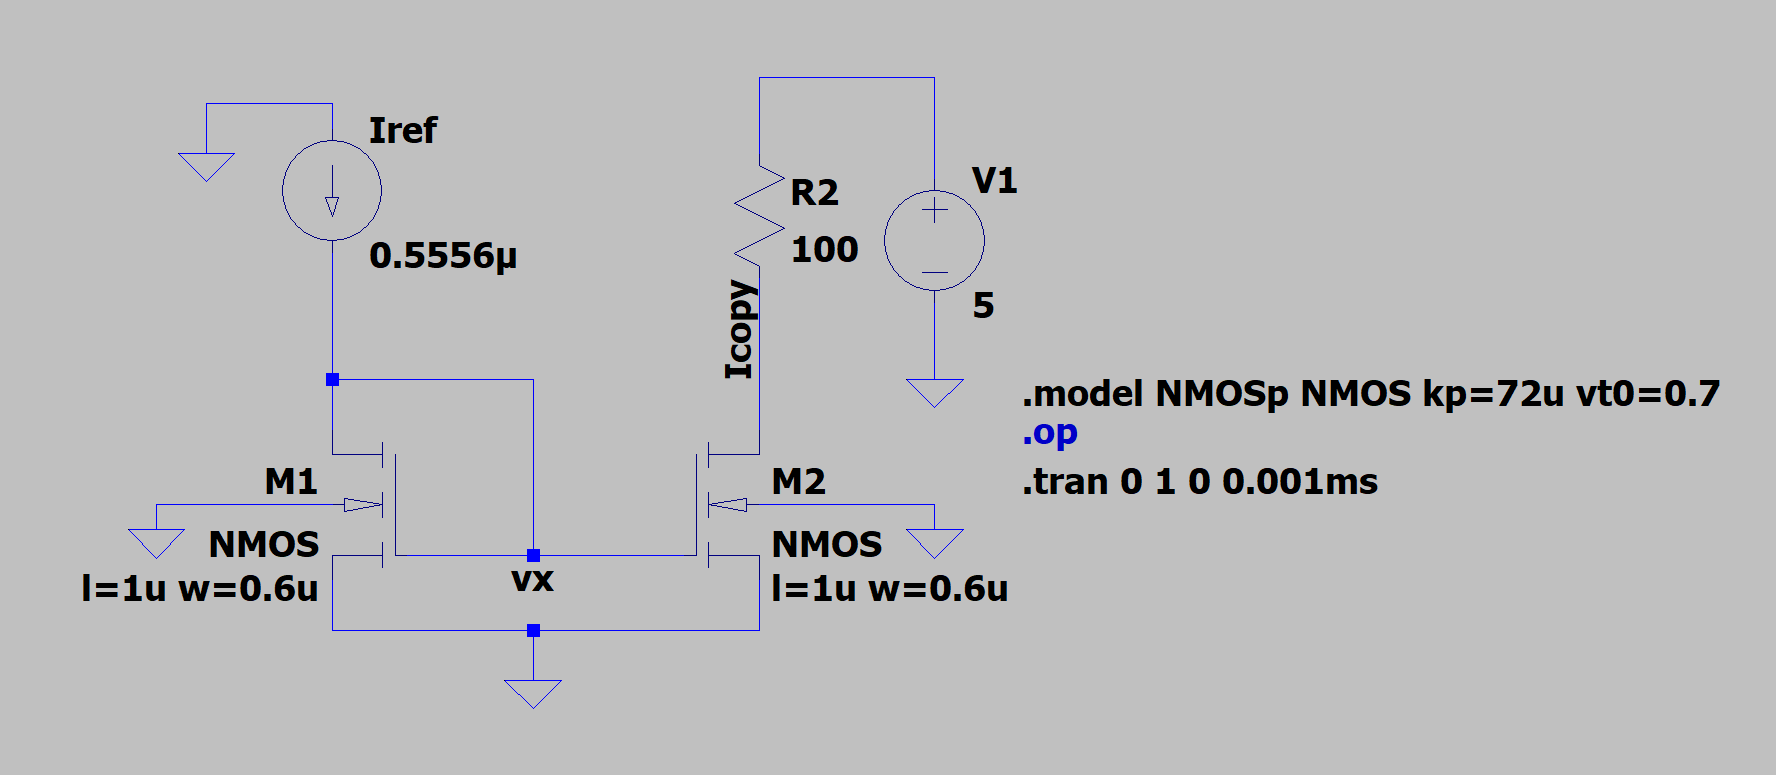 Iref
0.5556µ
R2
100
V1
5
Icopy
.model NMOSp NMOS kp=72u vt0=0.7
.op
.tran 0 1 0 0.001ms
M1
NMOS
l=1u w=0.6u
vx
M2
NMOS
l=1u w=0.6u